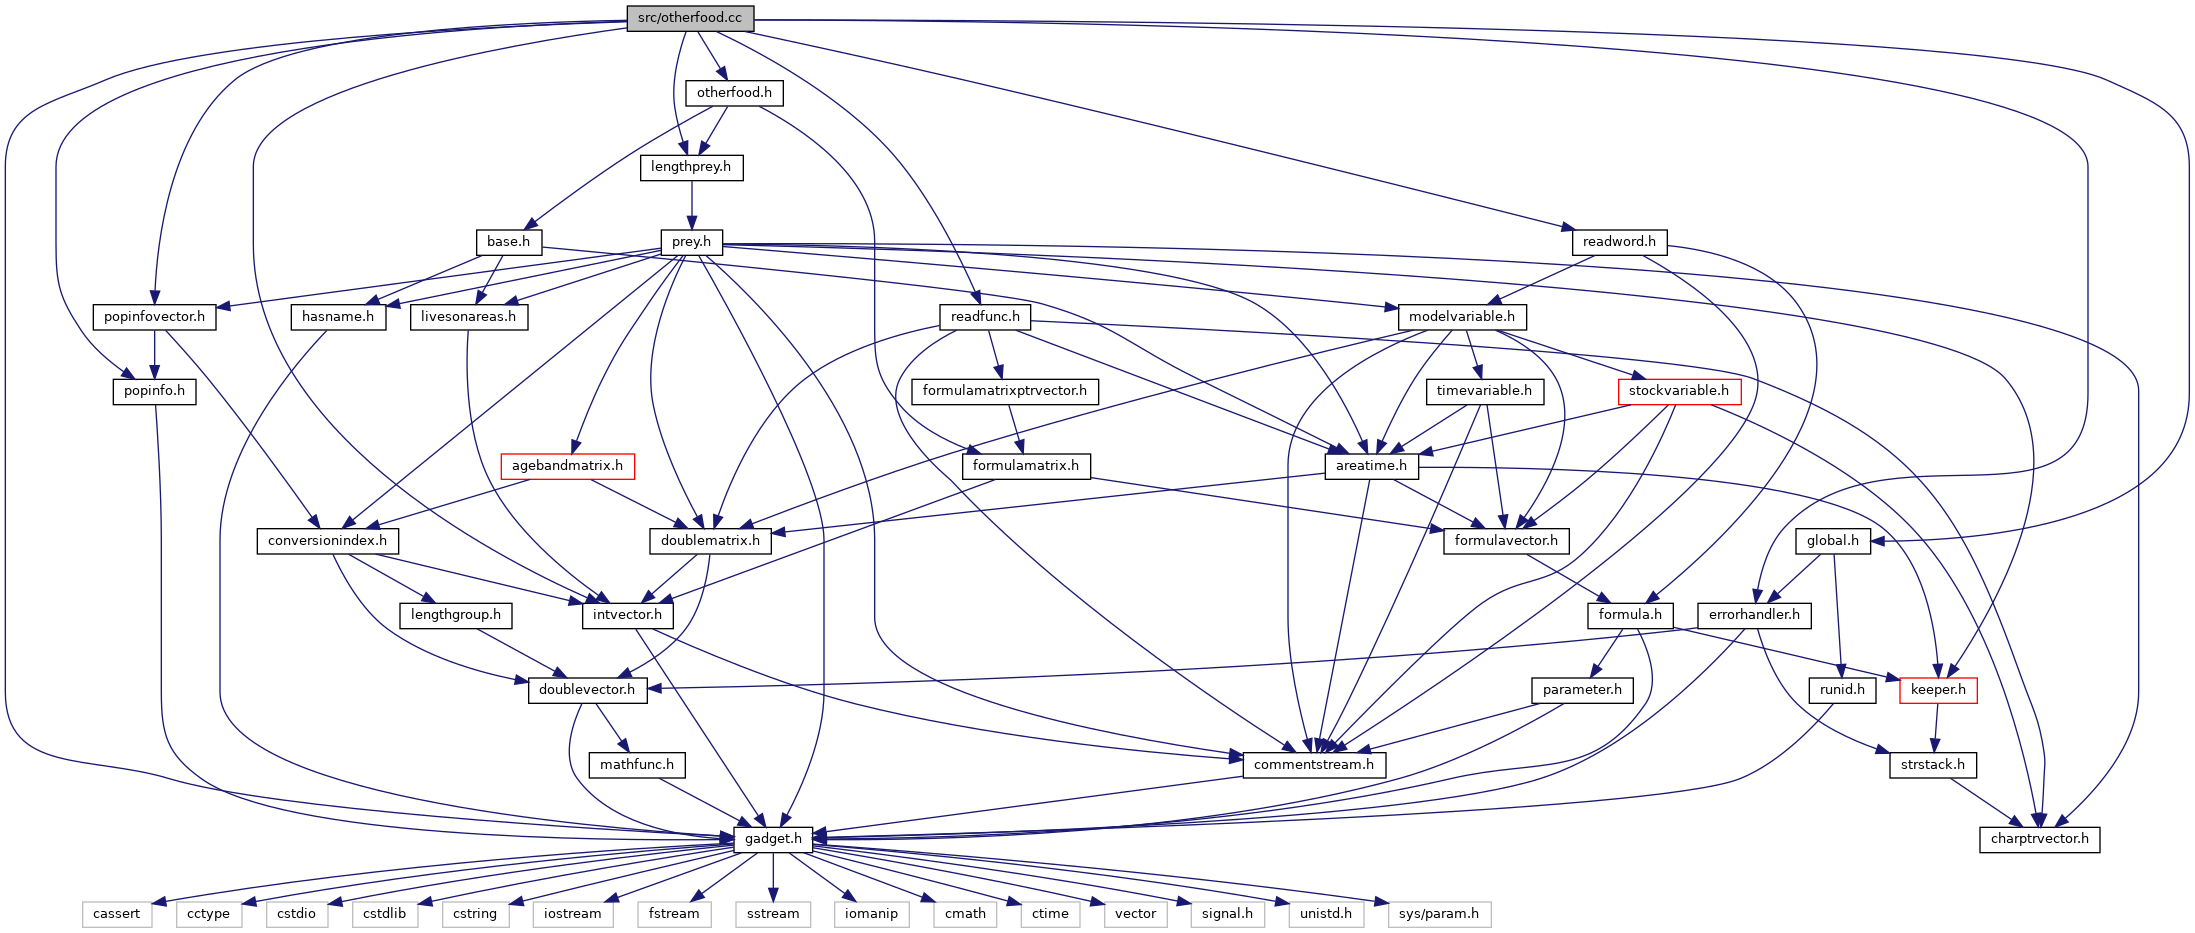 src/otherfood.cc
otherfood.h
lengthprey.h
base.h
prey.h
readword.h
popinfovector.h
hasname.h
livesonareas.h
readfunc.h
modelvariable.h
popinfo.h
formulamatrixptrvector.h
timevariable.h
stockvariable.h
agebandmatrix.h
formulamatrix.h
areatime.h
conversionindex.h
doublematrix.h
formulavector.h
global.h
lengthgroup.h
intvector.h
formula.h
errorhandler.h
doublevector.h
parameter.h
runid.h
keeper.h
mathfunc.h
commentstream.h
strstack.h
gadget.h
charptrvector.h
cassert
cctype
cstdio
cstdlib
cstring
iostream
fstream
sstream
iomanip
cmath
ctime
vector
signal.h
unistd.h
sys/param.h